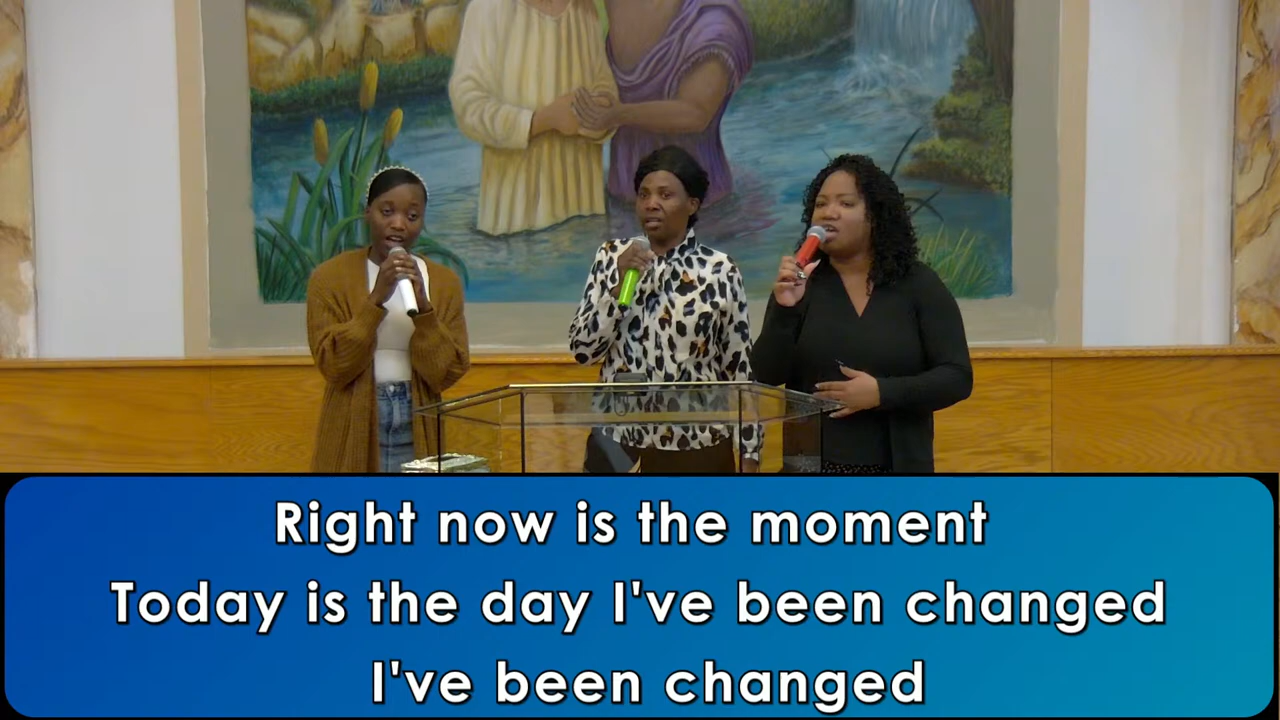 Right now is the moment
Today is the day I've been changed
I've been changed